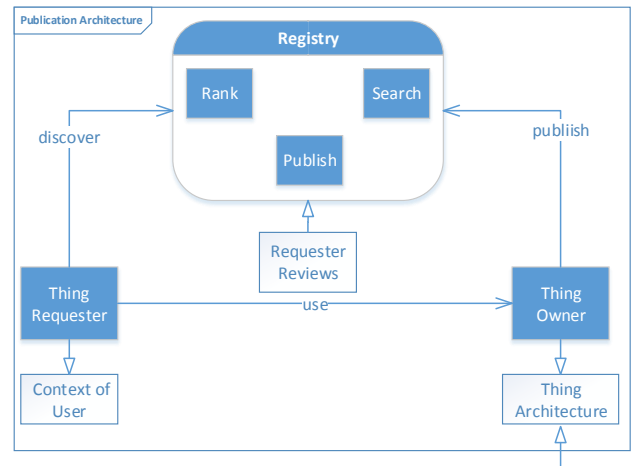 Publication Architecture
Registry
Rank
Search
discover
publiish
Publish
Requester
Reviews
Thing
Requester
use
Thing
Owner
Context of
User
Thing
Architecture